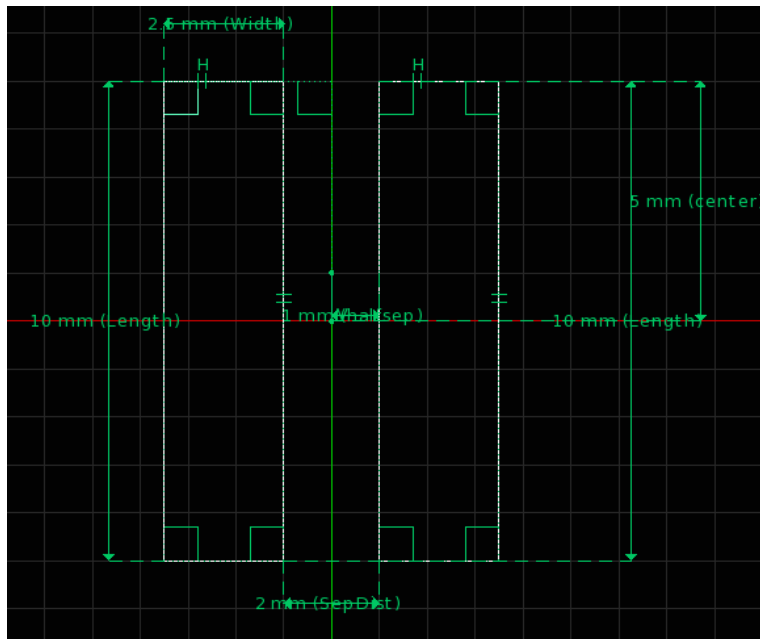 2.5 mm (Width)
H
H
5 mm (center)
1 mm (halfsep)
10 mm (Length)
10 mm (Length)
2 mm (SepDist)